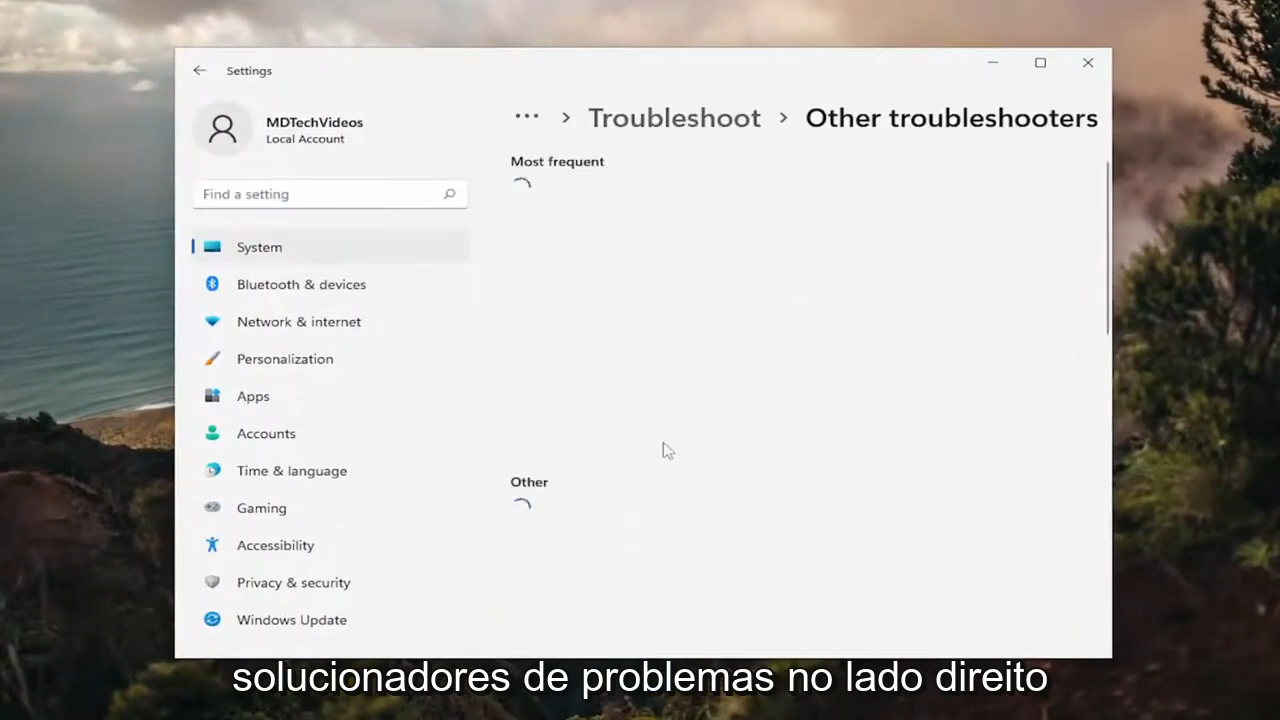 Settings
MDTechVideos
Local Account
Find a setting
System
Bluetooth & devices
Network & internet
Personalization
Apps
Accounts
Time & language
Gaming
Accessibility
Privacy & security
Windows Update
... > Troubleshoot > Other troubleshooters
Most frequent
Other
solucionadores de problemas no lado direito